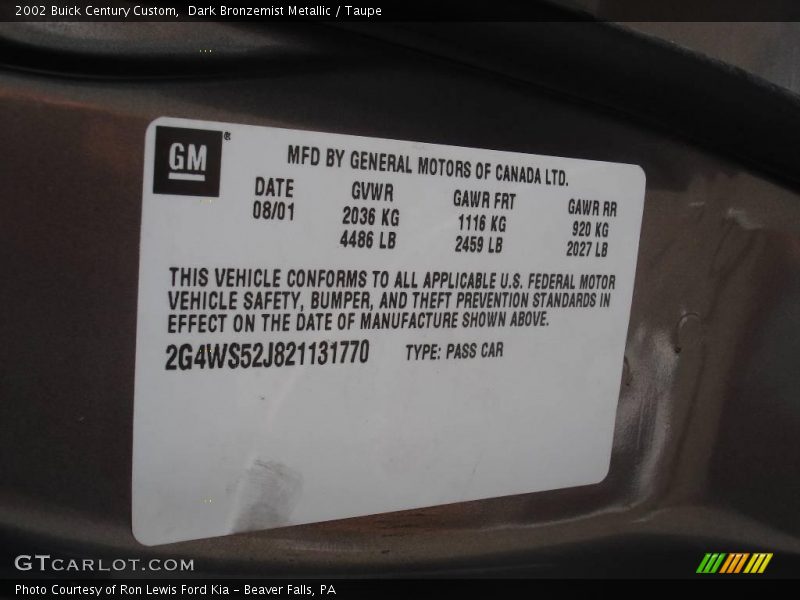 2002 Buick Century Custom,  Dark Bronzemist Metallic / Taupe
GM ®
MFD BY GENERAL MOTORS OF CANADA LTD.
DATE GVWR GAWR FRT GAWR RR
08/01 2036 KG 1116 KG 920 KG
4486 LB 2459 LB 2027 LB
THIS VEHICLE CONFORMS TO ALL APPLICABLE U.S. FEDERAL MOTOR
VEHICLE SAFETY, BUMPER, AND THEFT PREVENTION STANDARDS IN
EFFECT ON THE DATE OF MANUFACTURE SHOWN ABOVE.
2G4WS52J821131770 TYPE: PASS CAR
GTCARLOT.COM
Photo Courtesy of Ron Lewis Ford Kia - Beaver Falls, PA